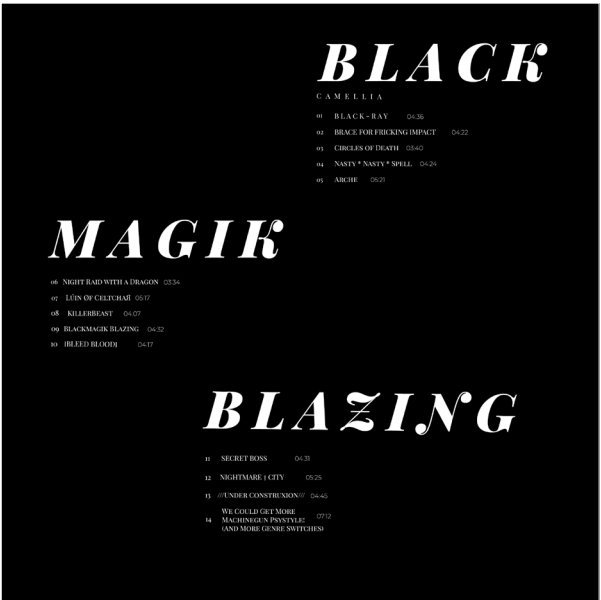 BLACK
CAMELLIA
01 BLACK-RAY 04:36
02 BRACE FOR FRICKING IMPACT 04:22
03 CIRCLES OF DEATH 03:40
04 NASTY * NASTY * SPELL 04:24
05 ARCHE 05:21
MAGIK
06 NIGHT RAID WITH A DRAGON 03:34
07 LÚIN ØF CELTCHAЯ 05:17
08 KILLERBEAST 04:07
09 BLACKMAGIK BLAZING 04:32
10 [BLEED BLOOD] 04:17
BLAZING
11 SECRET BOSS 04:31
12 NIGHTMARE † CITY 05:25
13 ///UNDER CONSTRUXION/// 04:45
WE COULD GET MORE
14 MACHINEGUN PSYSTYLE! 07:12
(AND MORE GENRE SWITCHES)